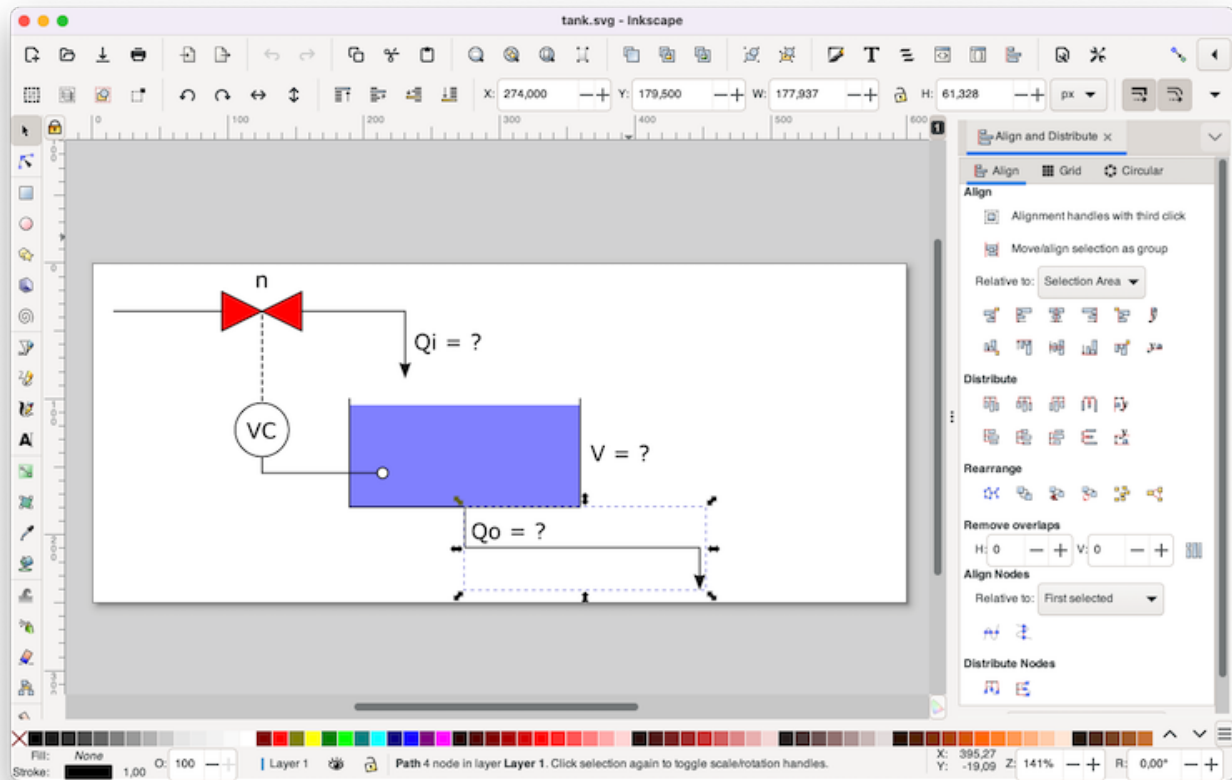 tank.svg - Inkscape
X: 274,000 Y: 179,500 W: 177,937 H: 61,328 px
0 100 200 300 400 500 600
Align and Distribute
Align Grid Circular
Align
Alignment handles with third click
Move/align selection as group
Relative to: Selection Area
n
Qi = ?
VC
V = ?
Qo = ?
Distribute
Rearrange
Remove overlaps
H: 0 V: 0
Align Nodes
Relative to: First selected
Distribute Nodes
Fill: None
Stroke: 1,00
O: 100
Layer 1
Path 4 node in layer Layer 1. Click selection again to toggle scale/rotation handles.
X: 395,27
Y: -19,09
Z: 141%
R: 0,00°